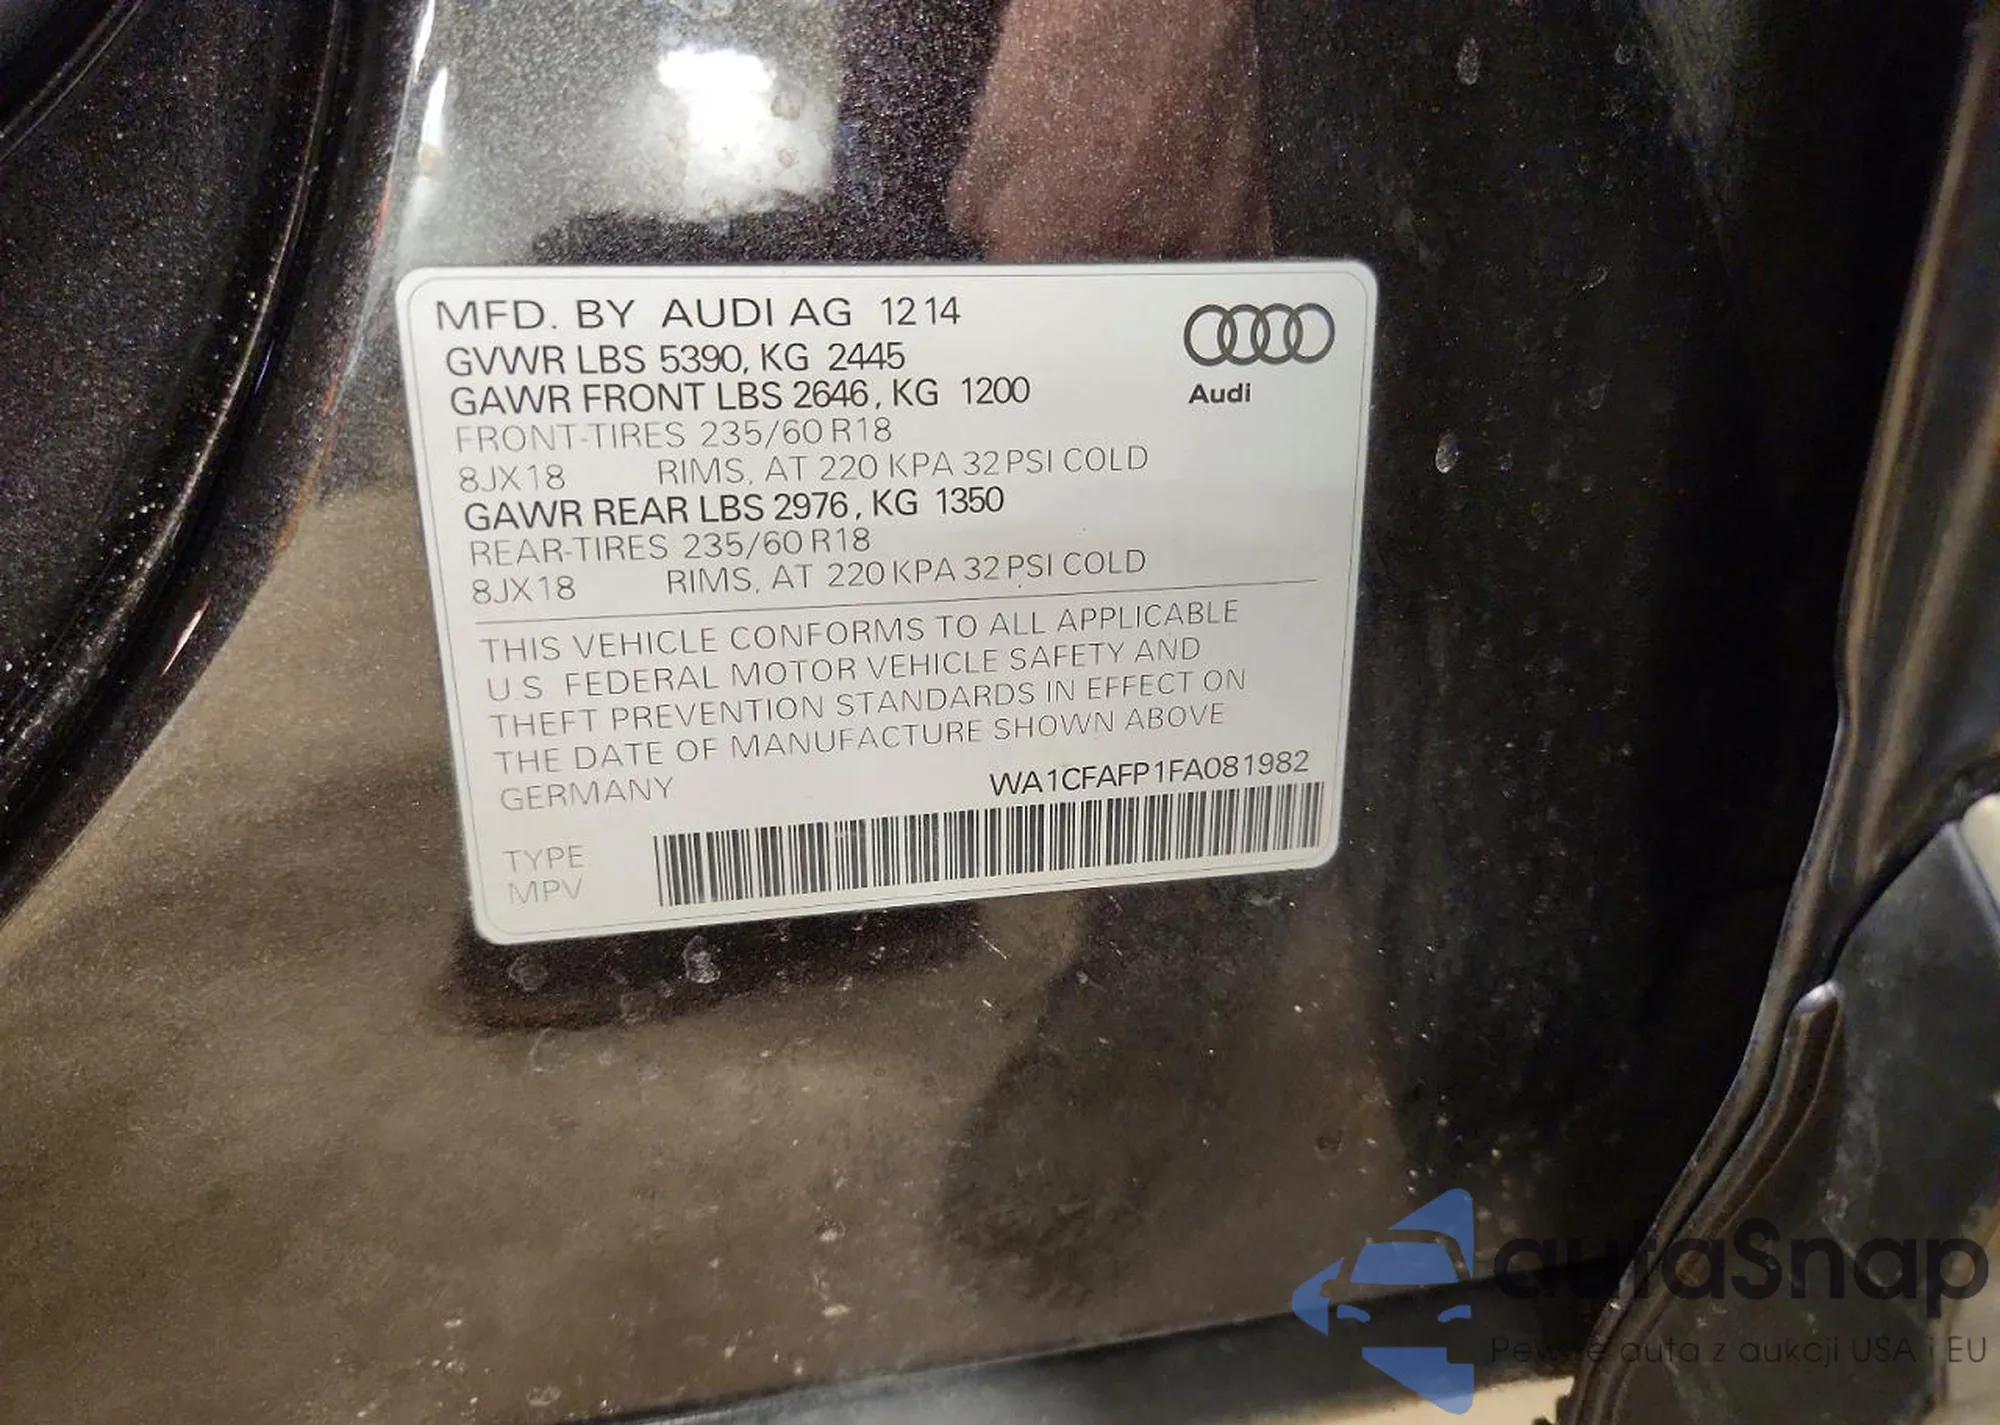 MFD. BY AUDI AG 12 14
GVWR LBS 5390, KG 2445
GAWR FRONT LBS 2646, KG 1200
FRONT-TIRES 235/60 R18
8JX18 RIMS, AT 220 KPA 32 PSI COLD
GAWR REAR LBS 2976, KG 1350
REAR-TIRES 235/60 R18
8JX18 RIMS, AT 220 KPA 32 PSI COLD
Audi
THIS VEHICLE CONFORMS TO ALL APPLICABLE
U S FEDERAL MOTOR VEHICLE SAFETY AND
THEFT PREVENTION STANDARDS IN EFFECT ON
THE DATE OF MANUFACTURE SHOWN ABOVE
GERMANY WA1CFAFP1FA081982
TYPE
MPV
autaSnap
Pewne auta z aukcji USA i EU